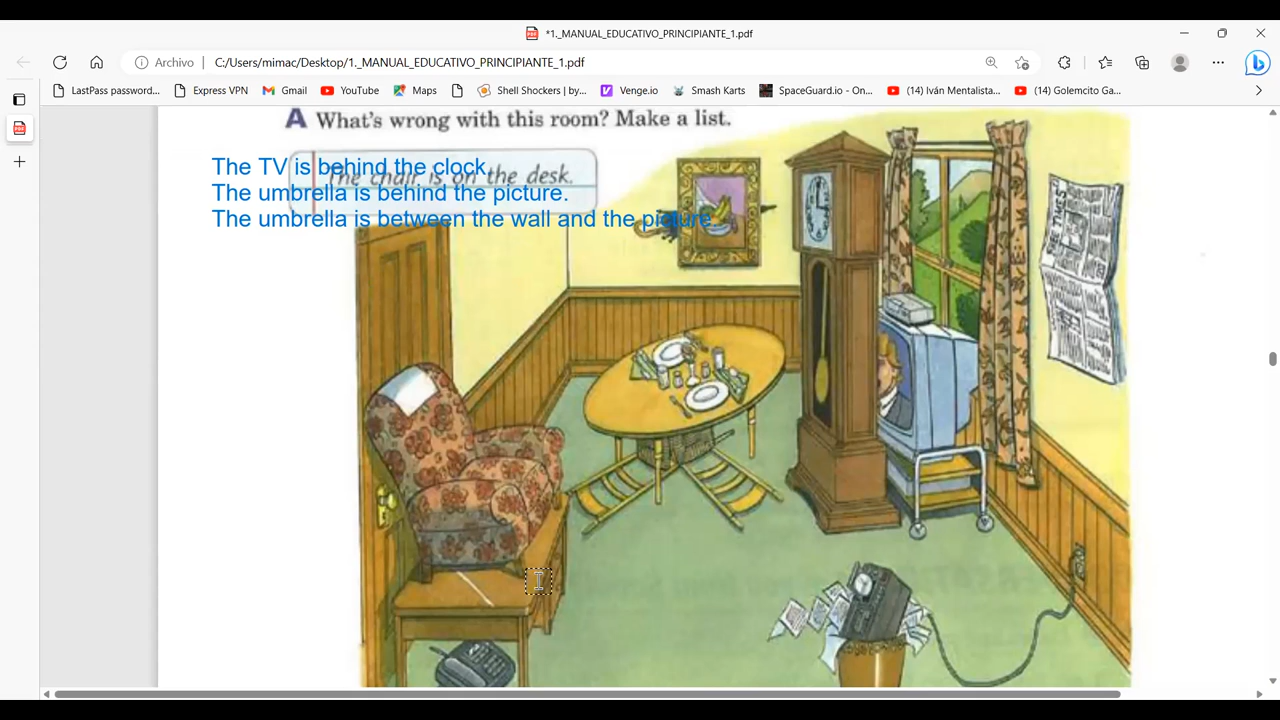 *1._MANUAL_EDUCATIVO_PRINCIPIANTE_1.pdf
Archivo C:/Users/mimac/Desktop/1._MANUAL_EDUCATIVO_PRINCIPIANTE_1.pdf
LastPass password... Express VPN Gmail YouTube Maps Shell Shockers | by... Venge.io Smash Karts SpaceGuard.io - On... (14) Iván Mentalista... (14) Golemcito Ga...
A What's wrong with this room? Make a list.
The TV is behind the clock.
The chair is on the desk.
The umbrella is behind the picture.
The umbrella is between the wall and the picture.